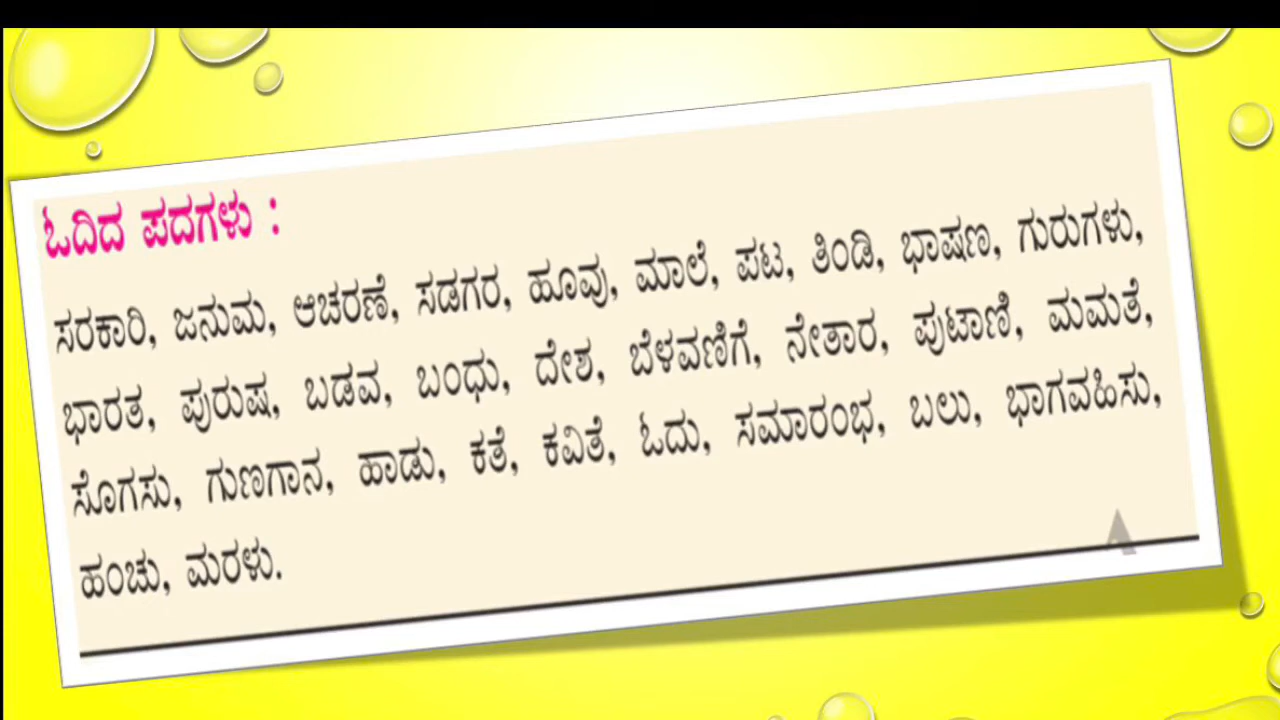 ಓದಿದ ಪದಗಳು :
ಸರಕಾರಿ, ಜನುಮ, ಆಚರಣೆ, ಸಡಗರ, ಹೂವು, ಮಾಲೆ, ಪಟ, ತಿಂಡಿ, ಭಾಷಣ, ಗುರುಗಳು,
ಭಾರತ, ಪುರುಷ, ಬಡವ, ಬಂಧು, ದೇಶ, ಬೆಳವಣಿಗೆ, ನೇತಾರ, ಪುಟಾಣಿ, ಮಮತೆ,
ಸೊಗಸು, ಗುಣಗಾನ, ಹಾಡು, ಕತೆ, ಕವಿತೆ, ಓದು, ಸಮಾರಂಭ, ಬಲು, ಭಾಗವಹಿಸು,
ಹಂಚು, ಮರಳು.